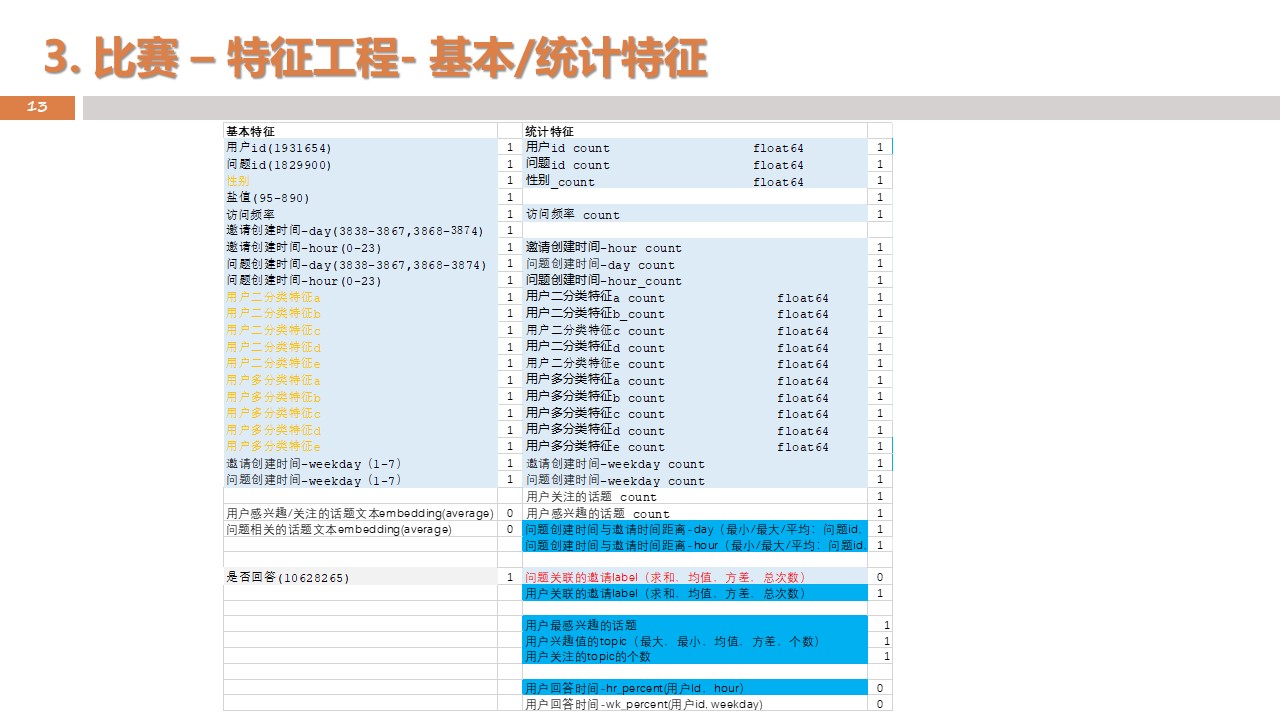 3. 比赛 – 特征工程- 基本/统计特征
13
基本特征 统计特征
用户id(1931654) 1 用户id count float64 1
问题id(1829900) 1 问题id count float64 1
性别 1 性别_count float64 1
盐值(95-890) 1 1
访问频率 1 访问频率 count 1
邀请创建时间-day(3838-3867,3868-3874) 1
邀请创建时间-hour(0-23) 1 邀请创建时间-hour count 1
问题创建时间-day(3838-3867,3868-3874) 1 问题创建时间-day count 1
问题创建时间-hour(0-23) 1 问题创建时间-hour_count 1
用户二分类特征a 1 用户二分类特征a count float64 1
用户二分类特征b 1 用户二分类特征b_count float64 1
用户二分类特征c 1 用户二分类特征c count float64 1
用户二分类特征d 1 用户二分类特征d count float64 1
用户二分类特征e 1 用户二分类特征e count float64 1
用户多分类特征a 1 用户多分类特征a count float64 1
用户多分类特征b 1 用户多分类特征b count float64 1
用户多分类特征c 1 用户多分类特征c count float64 1
用户多分类特征d 1 用户多分类特征d count float64 1
用户多分类特征e 1 用户多分类特征e count float64 1
邀请创建时间-weekday（1-7） 1 邀请创建时间-weekday count 1
问题创建时间-weekday（1-7） 1 问题创建时间-weekday count 1
用户关注的话题 count 1
用户感兴趣/关注的话题文本embedding(average) 0 用户感兴趣的话题 count 1
问题相关的话题文本embedding(average) 0 问题创建时间与邀请时间距离-day（最小/最大/平均：问题id, 1
问题创建时间与邀请时间距离-hour（最小/最大/平均：问题id, 1
是否回答(10628265) 1 问题关联的邀请label（求和，均值，方差，总次数） 0
用户关联的邀请label（求和，均值，方差，总次数） 1
用户最感兴趣的话题 1
用户兴趣值的topic（最大，最小，均值，方差，个数） 1
用户关注的topic的个数 1
用户回答时间-hr_percent(用户Id，hour) 0
用户回答时间-wk_percent(用户id, weekday) 0